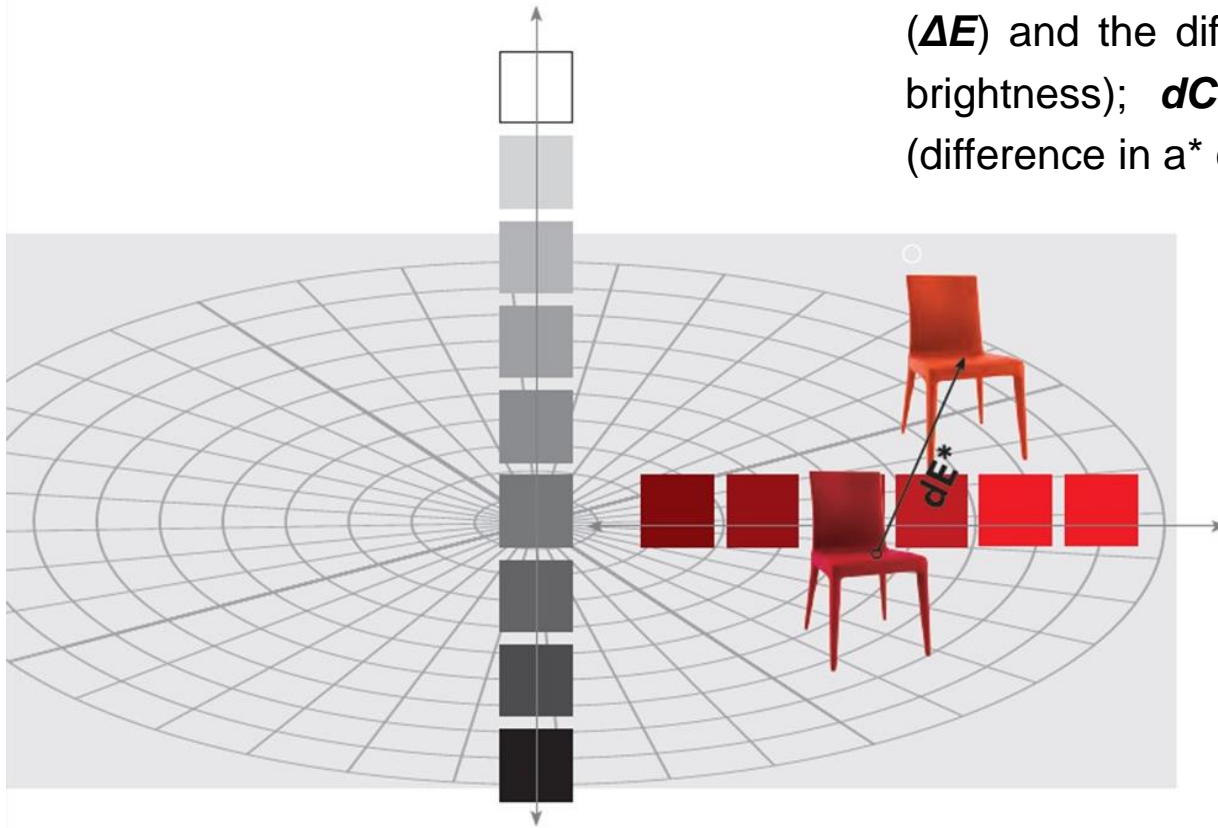 (ΔE) and the dif
brightness); dC
(difference in a*
dE*